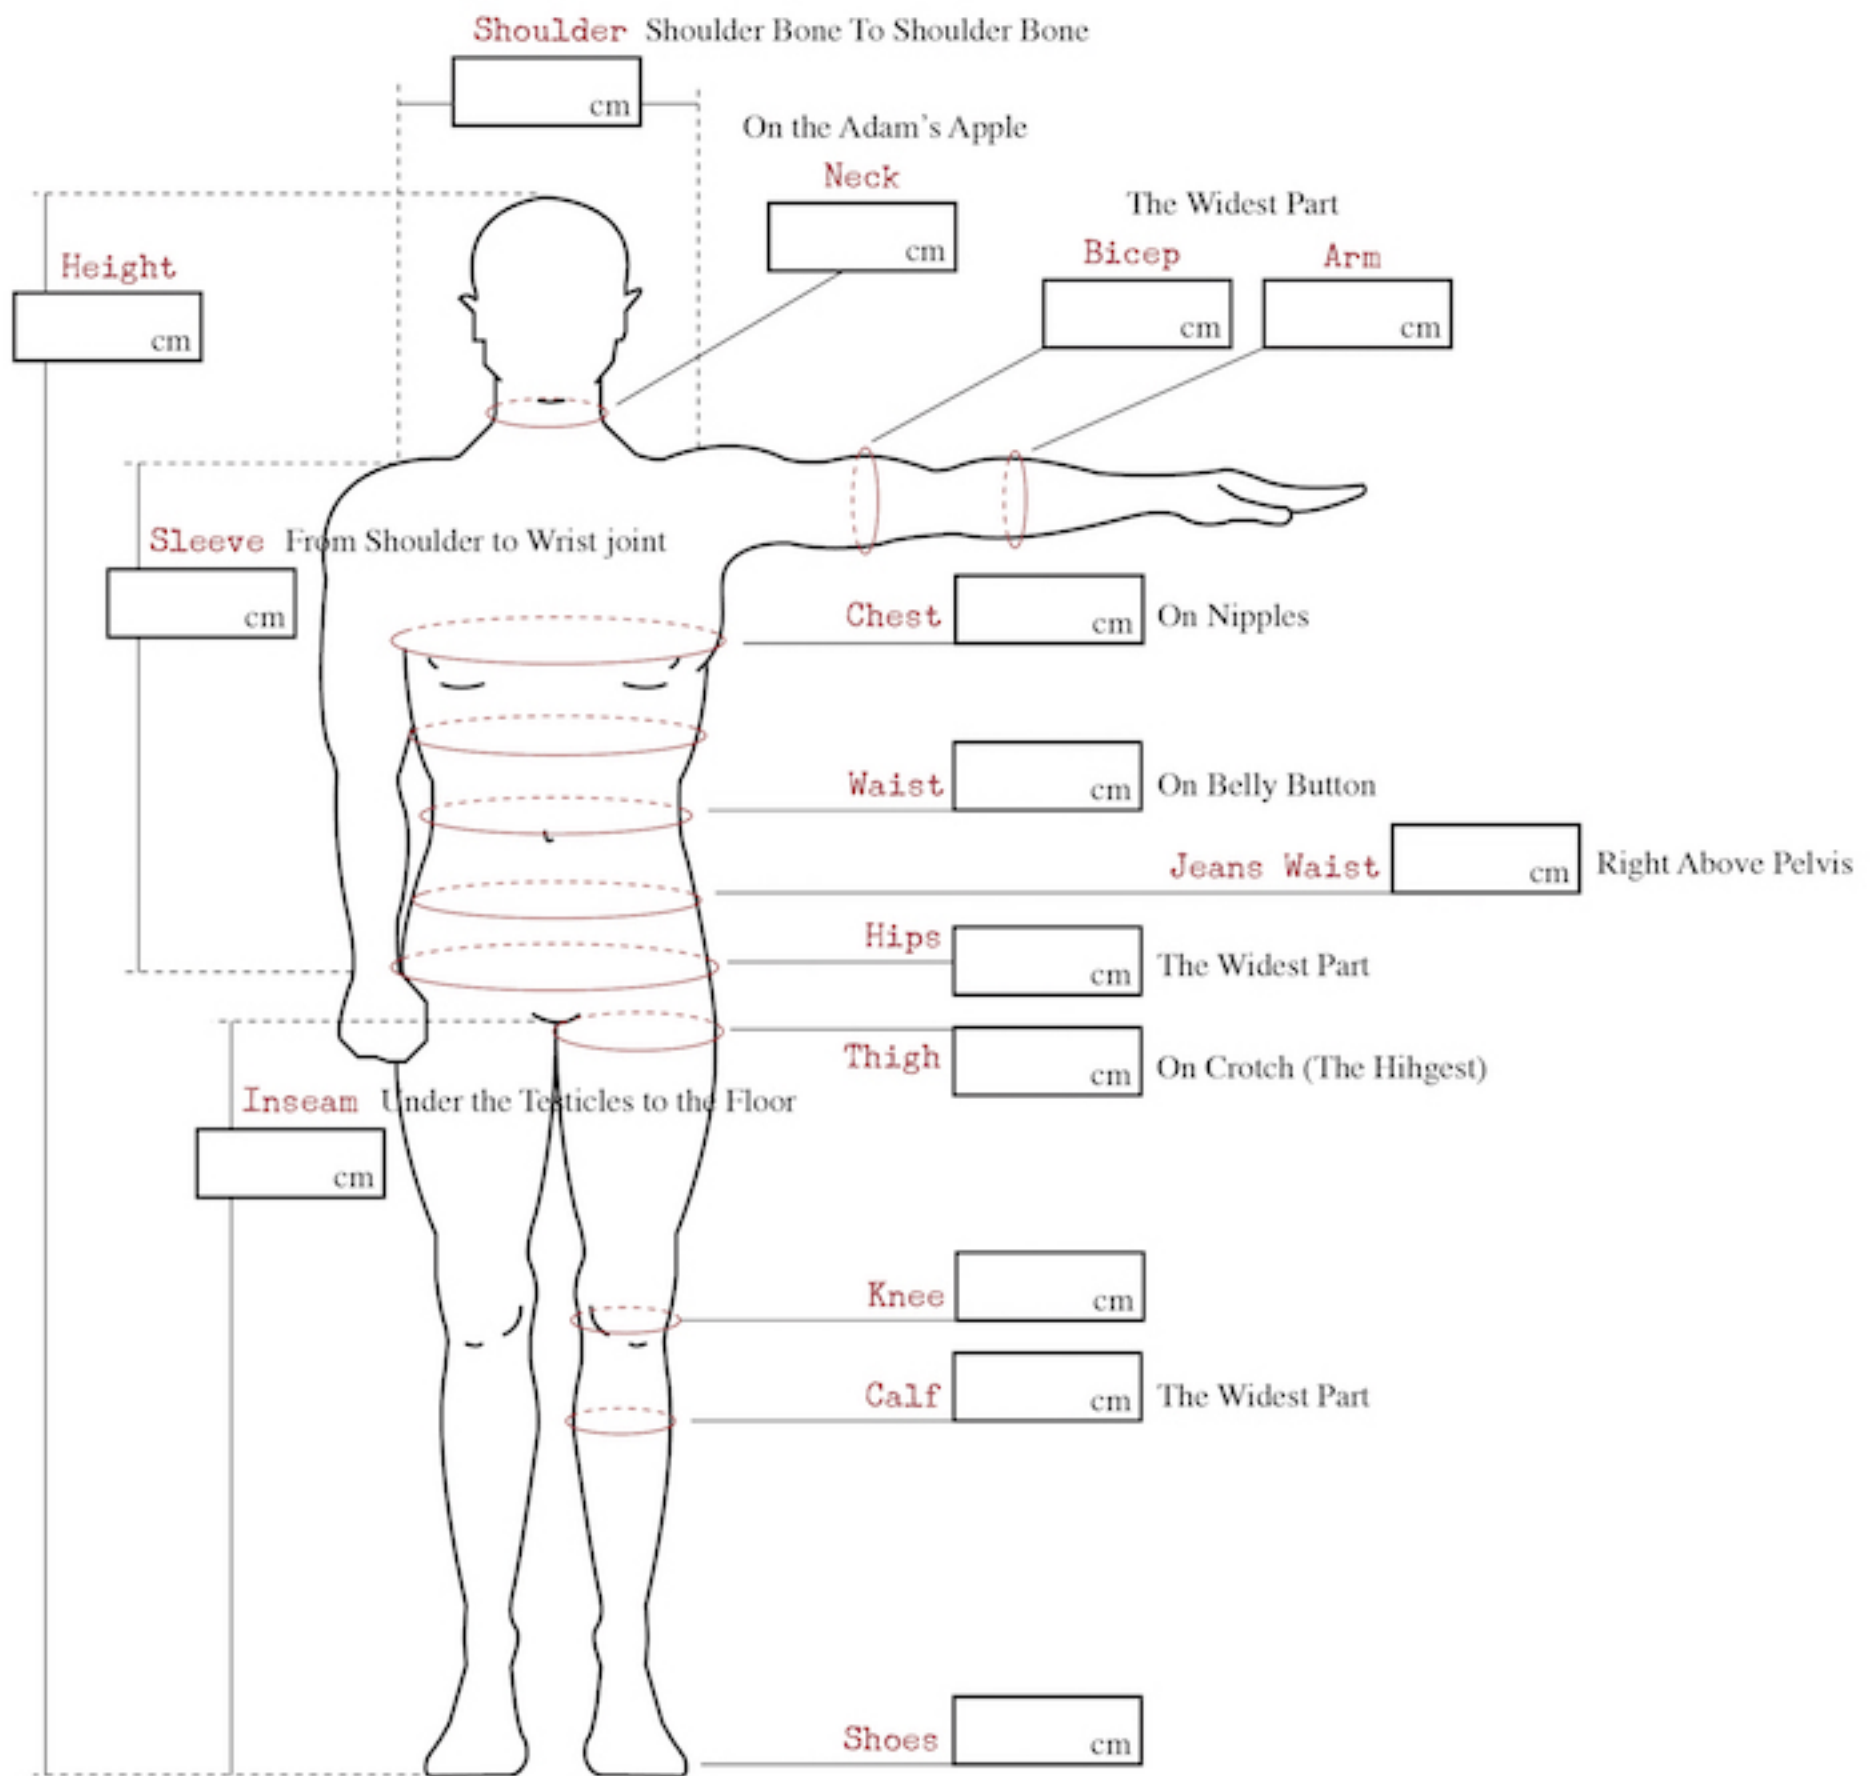 Shoulder Shoulder Bone To Shoulder Bone
cm
On the Adam's Apple
Neck
cm
The Widest Part
Bicep
cm
Arm
cm
Height
cm
Sleeve From Shoulder to Wrist joint
cm
Chest
cm
On Nipples
Waist
cm
On Belly Button
Jeans Waist
cm
Right Above Pelvis
Hips
cm
The Widest Part
Thigh
cm
On Crotch (The Hihgest)
Inseam Under the Testicles to the Floor
cm
Knee
cm
Calf
cm
The Widest Part
Shoes
cm